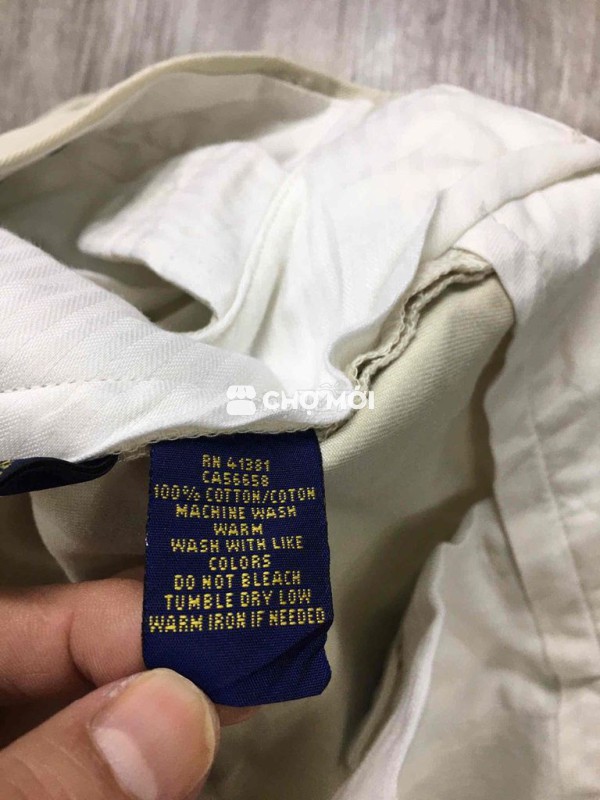 CHỢ MỚI
RN 41381
CA56658
100% COTTON/COTON
MACHINE WASH
WARM
WASH WITH LIKE
COLORS
DO NOT BLEACH
TUMBLE DRY LOW
WARM IRON IF NEEDED